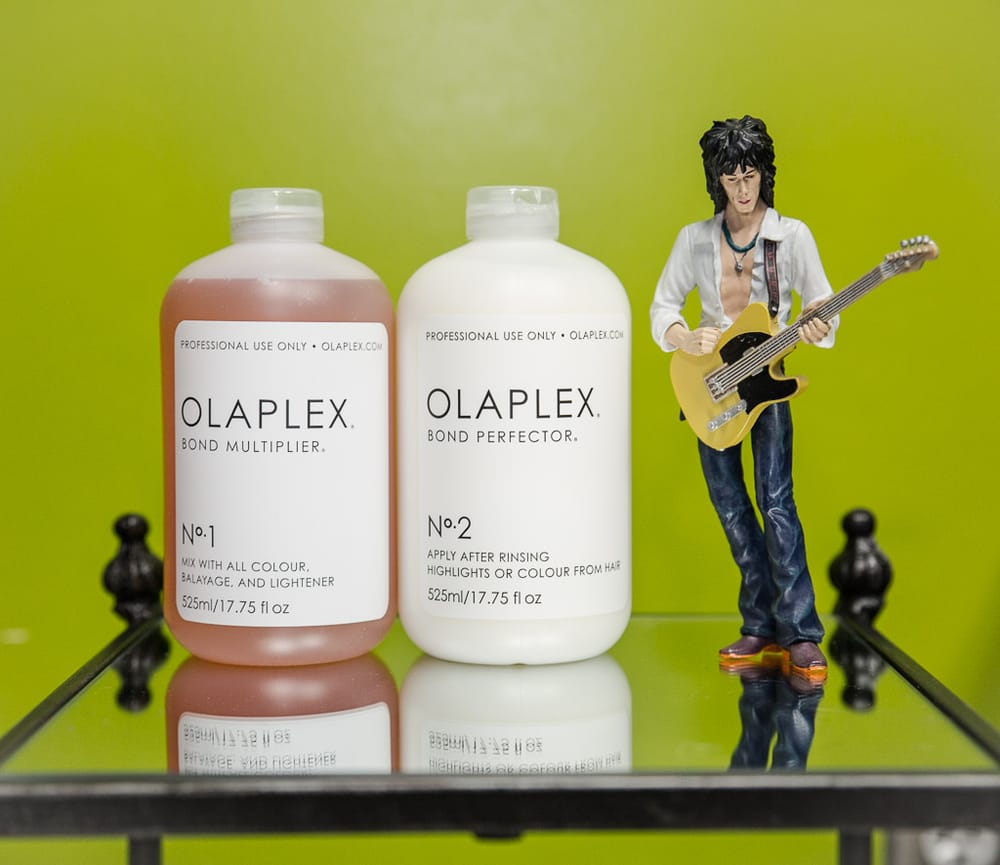 PROFESSIONAL USE ONLY • OLAPLEX.COM
OLAPLEX®
BOND MULTIPLIER®
Nº.1
MIX WITH ALL COLOUR,
BALAYAGE, AND LIGHTENER
525ml/17.75 fl oz
PROFESSIONAL USE ONLY • OLAPLEX.COM
OLAPLEX®
BOND PERFECTOR®
Nº.2
APPLY AFTER RINSING
HIGHLIGHTS OR COLOUR FROM HAIR
525ml/17.75 fl oz